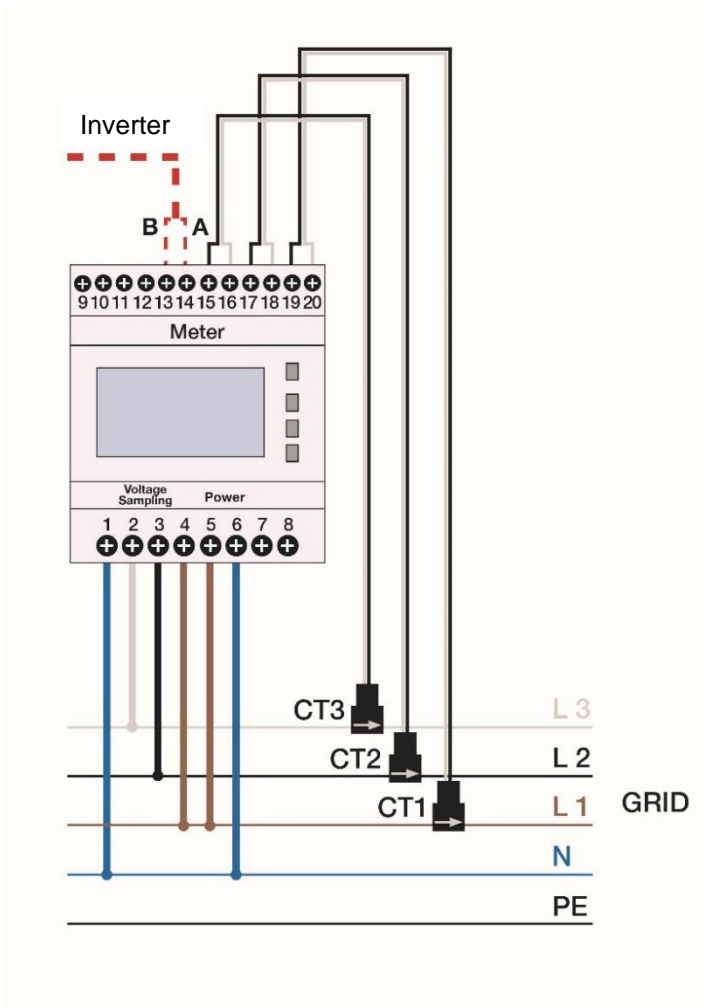 Inverter
B A
9 10 11 12 13 14 15 16 17 18 19 20
Meter
Voltage
Sampling
Power
1 2 3 4 5 6 7 8
CT3
L 3
CT2
L 2
CT1
L 1
GRID
N
PE